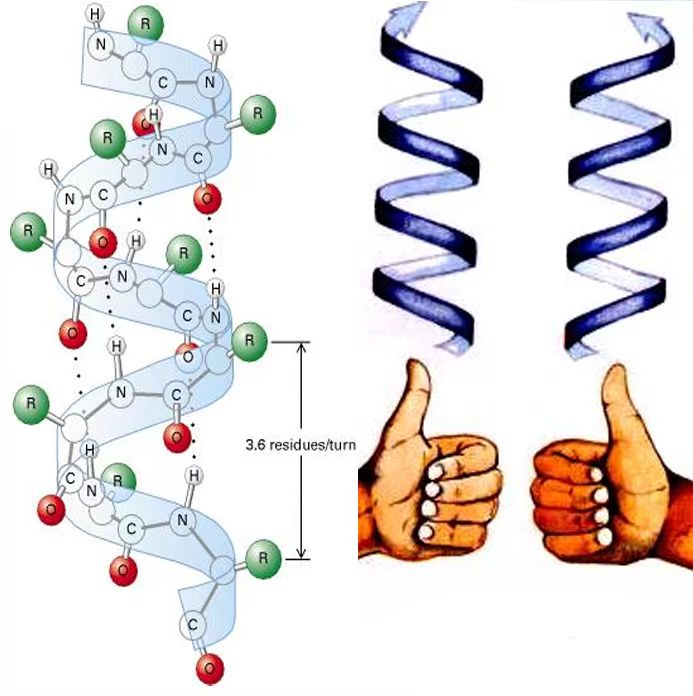 H R
N H
C N
H O R
R N C
H
N C O
R O H R
C N H
C N
O H O R
N C
R
O
3.6 residues/turn
H
C R H
N
O
C N
O R
C
O